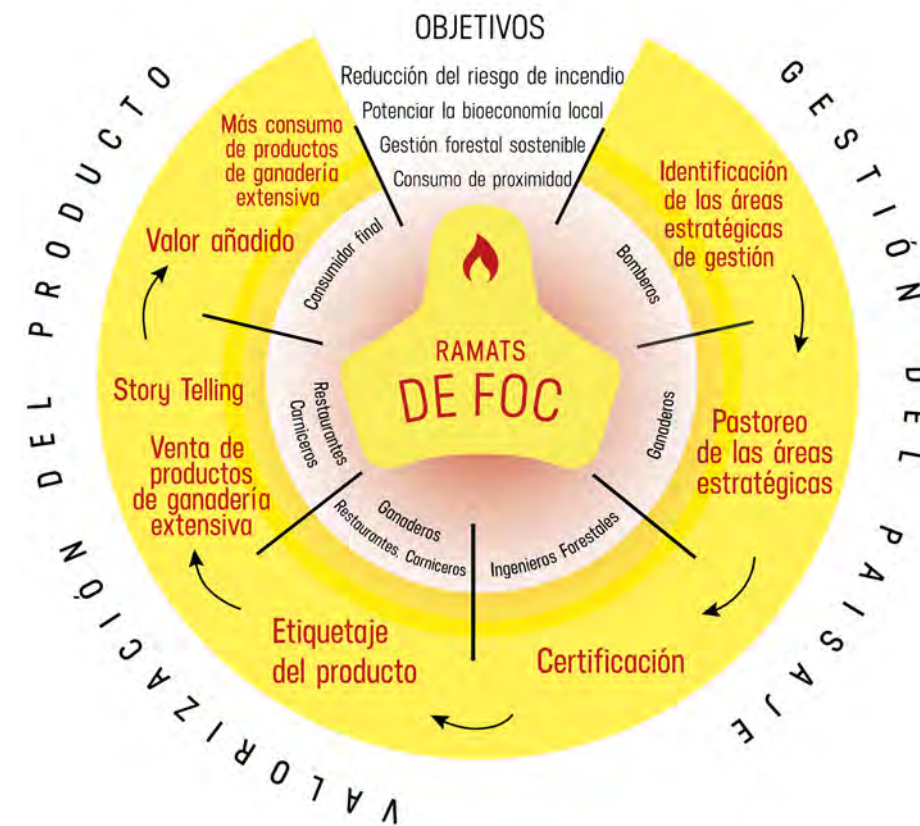 OBJETIVOS
Reducción del riesgo de incendio
Potenciar la bioeconomía local
Gestión forestal sostenible
Consumo de proximidad
GESTIÓN DEL PAISAJE
Identificación
de las áreas
estratégicas
de gestión
Bomberos
Pastoreo
de las áreas
estratégicas
Ganaderos
Certificación
Ingenieros Forestales
Etiquetaje
del producto
Ganaderos
Restaurantes, Carniceros
Story Telling
Venta de
productos
de ganadería
extensiva
Restaurantes
Carniceros
Más consumo
de productos
de ganadería
extensiva
Valor añadido
Consumidor final
VALORIZACIÓN DEL PRODUCTO
RAMATS
DE FOC